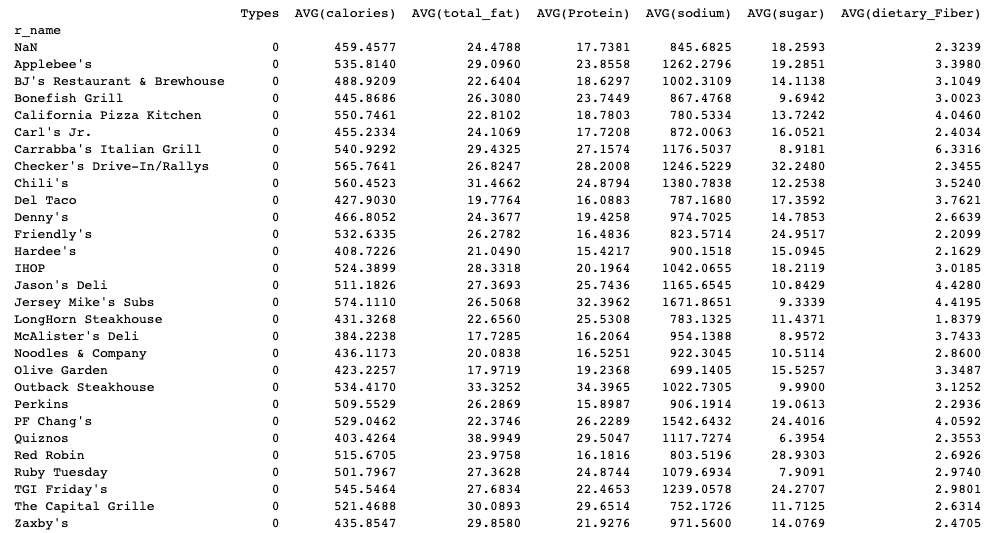 Types AVG(calories) AVG(total_fat) AVG(Protein) AVG(sodium) AVG(sugar) AVG(dietary_Fiber)
r_name
NaN 0 459.4577 24.4788 17.7381 845.6825 18.2593 2.3239
Applebee's 0 535.8140 29.0960 23.8558 1262.2796 19.2851 3.3980
BJ's Restaurant & Brewhouse 0 488.9209 22.6404 18.6297 1002.3109 14.1138 3.1049
Bonefish Grill 0 445.8686 26.3080 23.7449 867.4768 9.6942 3.0023
California Pizza Kitchen 0 550.7461 22.8102 18.7803 780.5334 13.7242 4.0460
Carl's Jr. 0 455.2334 24.1069 17.7208 872.0063 16.0521 2.4034
Carrabba's Italian Grill 0 540.9292 29.4325 27.1574 1176.5037 8.9181 6.3316
Checker's Drive-In/Rallys 0 565.7641 26.8247 28.2008 1246.5229 32.2480 2.3455
Chili's 0 560.4523 31.4662 24.8794 1380.7838 12.2538 3.5240
Del Taco 0 427.9030 19.7764 16.0883 787.1680 17.3592 3.7621
Denny's 0 466.8052 24.3677 19.4258 974.7025 14.7853 2.6639
Friendly's 0 532.6335 26.2782 16.4836 823.5714 24.9517 2.2099
Hardee's 0 408.7226 21.0490 15.4217 900.1518 15.0945 2.1629
IHOP 0 524.3899 28.3318 20.1964 1042.0655 18.2119 3.0185
Jason's Deli 0 511.1826 27.3693 25.7436 1165.6545 10.8429 4.4280
Jersey Mike's Subs 0 574.1110 26.5068 32.3962 1671.8651 9.3339 4.4195
LongHorn Steakhouse 0 431.3268 22.6560 25.5308 783.1325 11.4371 1.8379
McAlister's Deli 0 384.2238 17.7285 16.2064 954.1388 8.9572 3.7433
Noodles & Company 0 436.1173 20.0838 16.5251 922.3045 10.5114 2.8600
Olive Garden 0 423.2257 17.9719 19.2368 699.1405 15.5257 3.3487
Outback Steakhouse 0 534.4170 33.3252 34.3965 1022.7305 9.9900 3.1252
Perkins 0 509.5529 26.2869 15.8987 906.1914 19.0613 2.2936
PF Chang's 0 529.0462 22.3746 26.2289 1542.6432 24.4016 4.0592
Quiznos 0 403.4264 38.9949 29.5047 1117.7274 6.3954 2.3553
Red Robin 0 515.6705 23.9758 16.1816 803.5196 28.9303 2.6926
Ruby Tuesday 0 501.7967 27.3628 24.8744 1079.6934 7.9091 2.9740
TGI Friday's 0 545.5464 27.6834 22.4653 1239.0578 24.2707 2.9801
The Capital Grille 0 521.4688 30.0893 29.6514 752.1726 11.7125 2.6314
Zaxby's 0 435.8547 29.8580 21.9276 971.5600 14.0769 2.4705